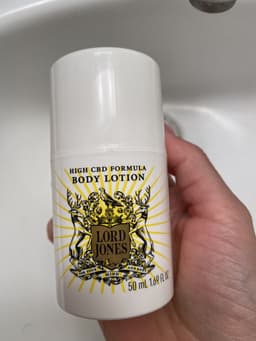 HIGH CBD FORMULA
BODY LOTION
LORD
JONES
50 mL 1.69 FL OZ